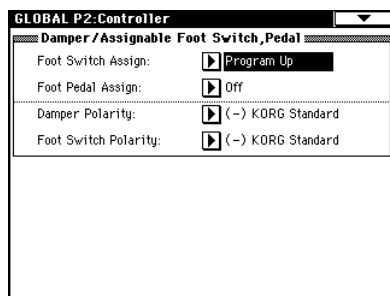 GLOBAL P2:Controller
Damper/Assignable Foot Switch,Pedal
Foot Switch Assign: Program Up
Foot Pedal Assign: Off
Damper Polarity: (-) KORG Standard
Foot Switch Polarity: (-) KORG Standard